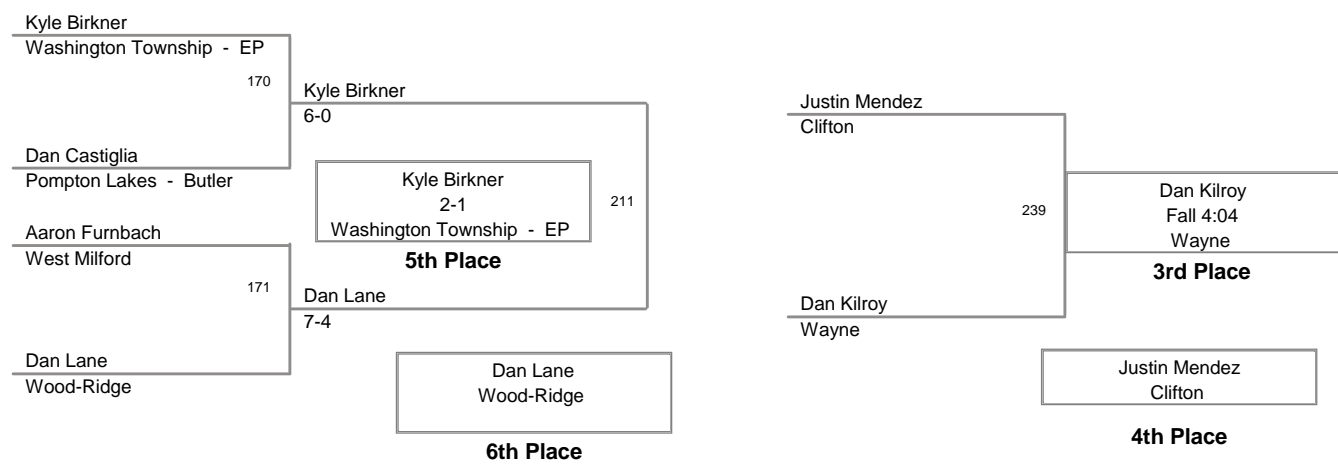 Kyle Birkner
Washington Township - EP
170
Kyle Birkner
6-0
Dan Castiglia
Pompton Lakes - Butler
Kyle Birkner
2-1
Washington Township - EP
5th Place
211
Aaron Furnbach
West Milford
171
Dan Lane
7-4
Dan Lane
Wood-Ridge
Dan Lane
Wood-Ridge
6th Place
Justin Mendez
Clifton
239
Dan Kilroy
Fall 4:04
Wayne
3rd Place
Dan Kilroy
Wayne
Justin Mendez
Clifton
4th Place